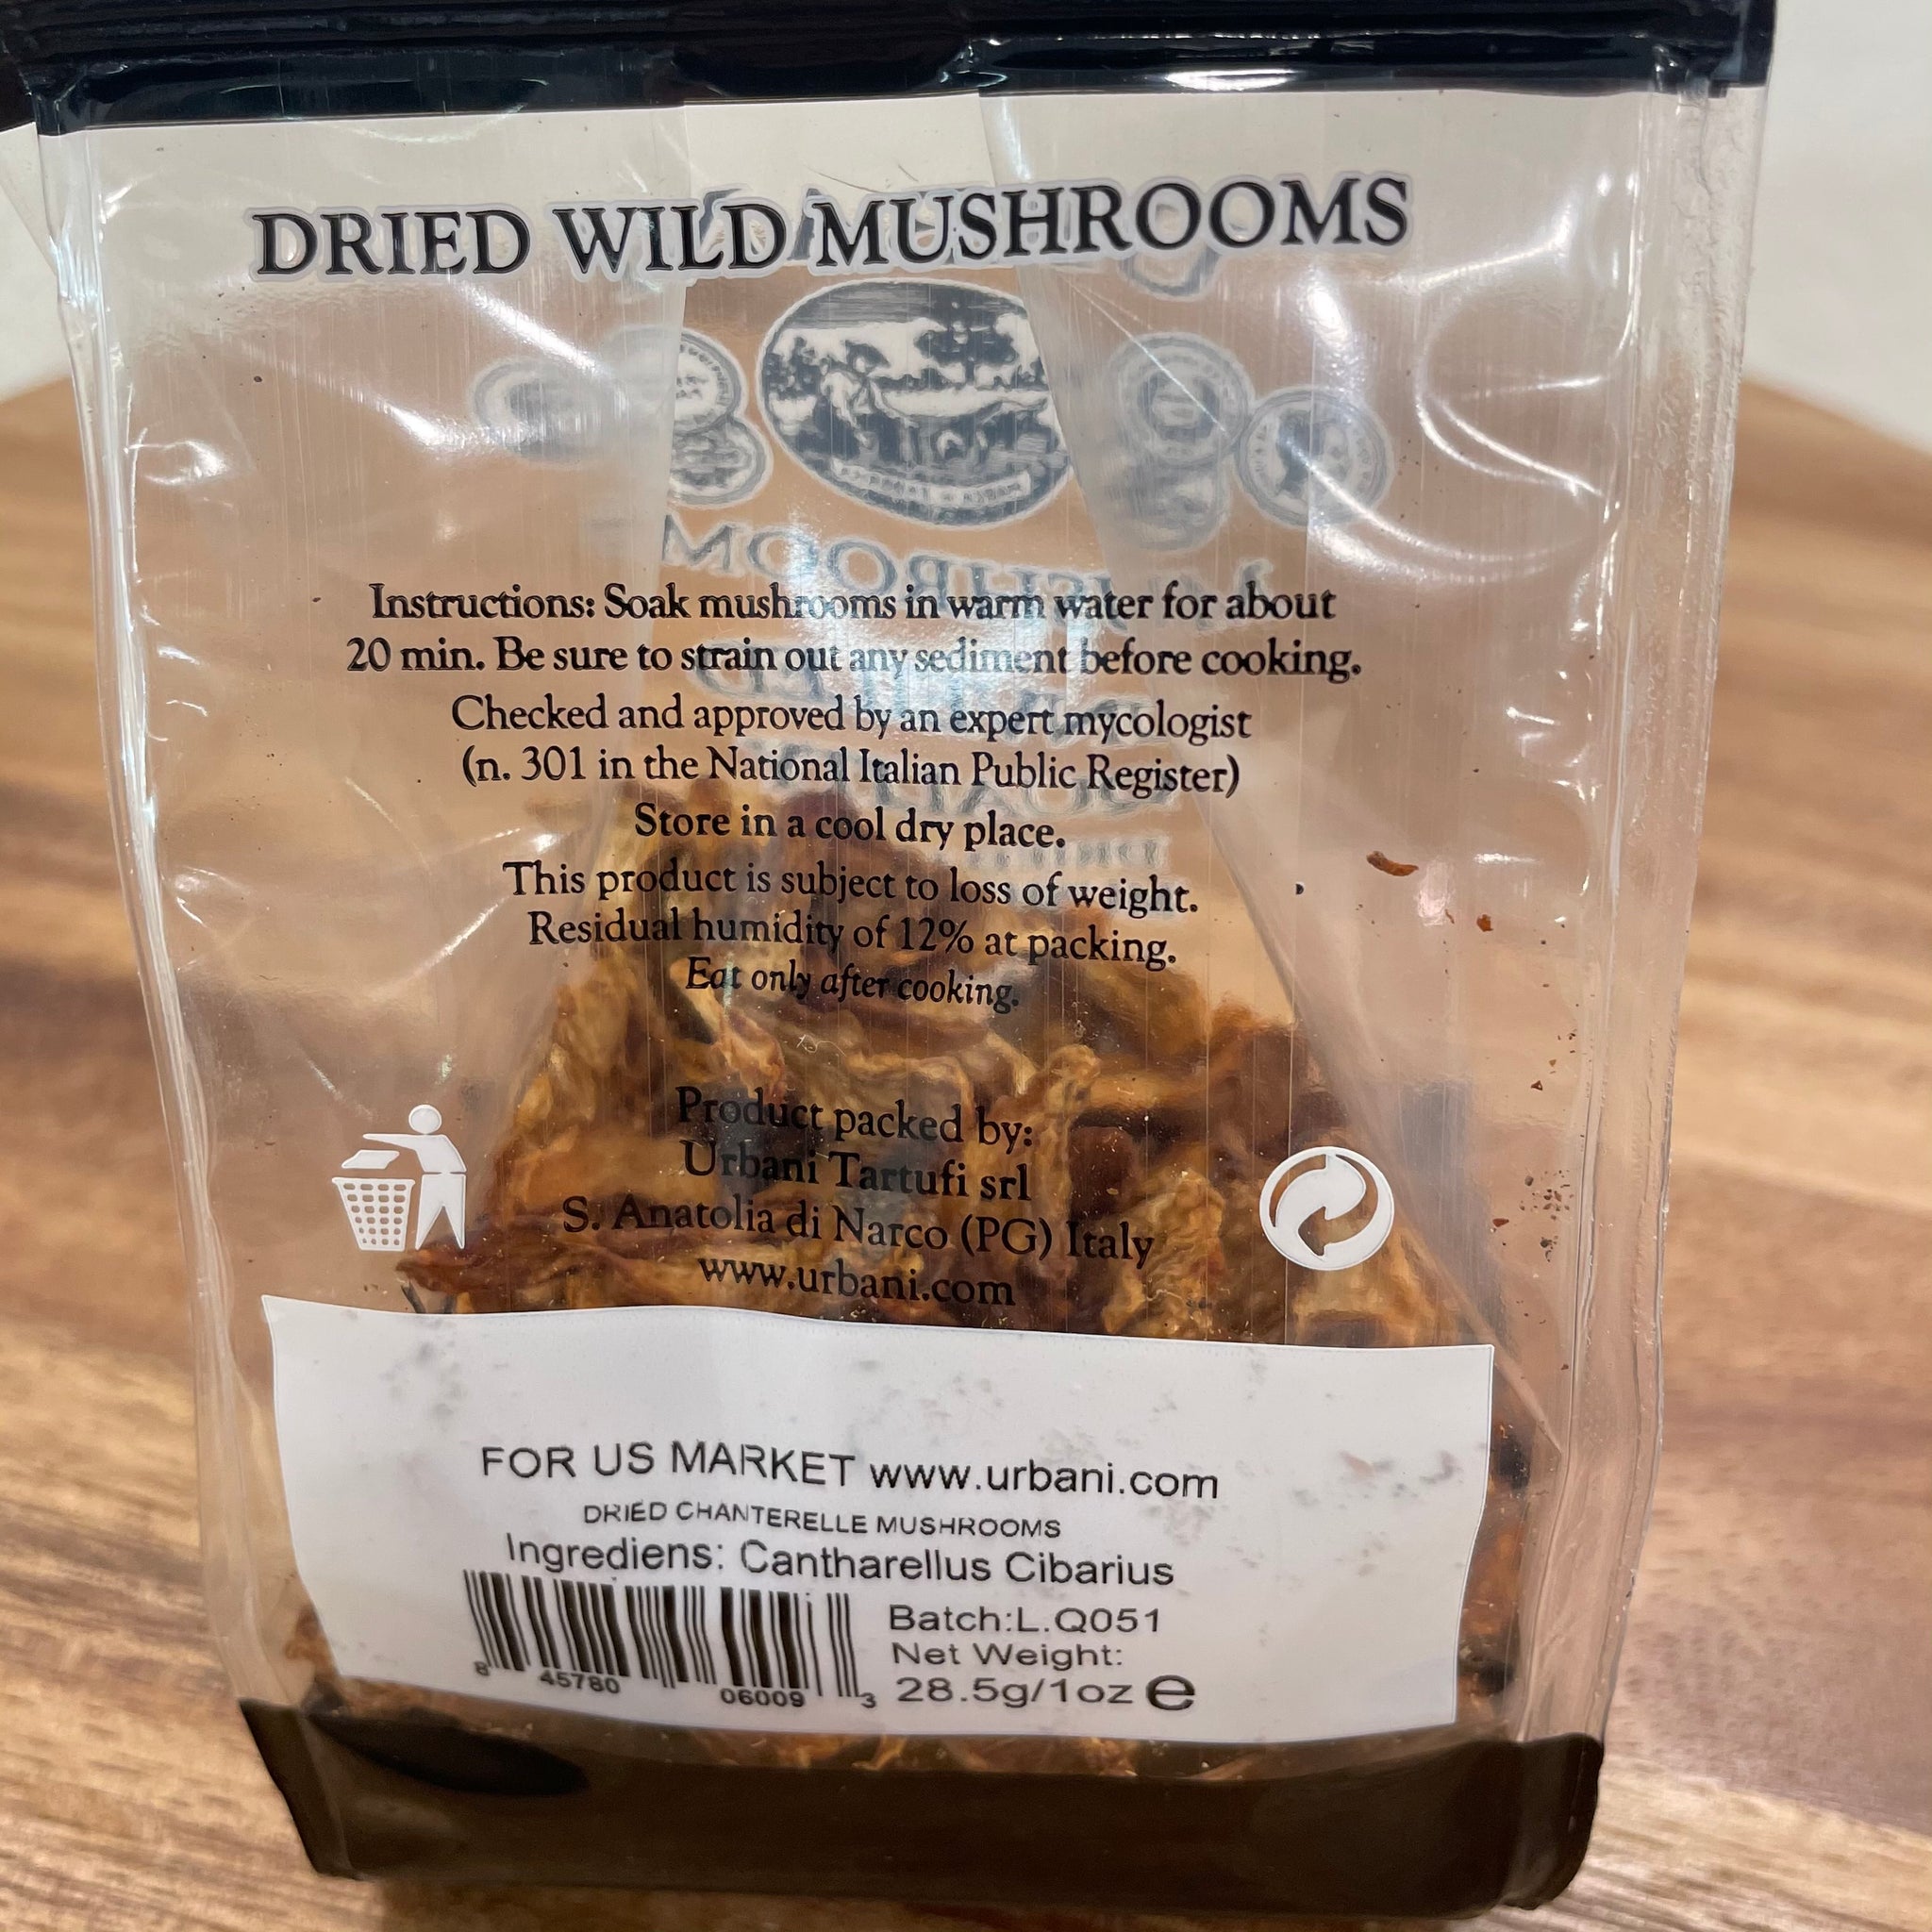 DRIED WILD MUSHROOMS
Instructions: Soak mushrooms in warm water for about
20 min. Be sure to strain out any sediment before cooking.
Checked and approved by an expert mycologist
(n. 301 in the National Italian Public Register)
Store in a cool dry place.
This product is subject to loss of weight.
Residual humidity of 12% at packing.
Eat only after cooking.
Product packed by:
Urbani Tartufi srl
S. Anatolia di Narco (PG) Italy
www.urbani.com
FOR US MARKET www.urbani.com
DRIED CHANTERELLE MUSHROOMS
Ingrediens: Cantharellus Cibarius
Batch:L.Q051
Net Weight:
28.5g/1oz e
8 45780 06009 3